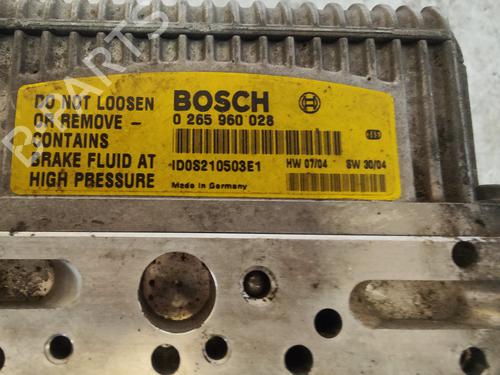 DO NOT LOOSEN
OR REMOVE -
CONTAINS
BRAKE FLUID AT
HIGH PRESSURE
BOSCH
0 265 960 028
ID0S210503E1
HW 07/04 SW 30/04
Made in Germany